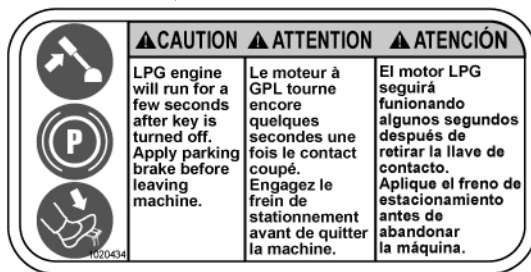 P
1020434
⚠CAUTION
LPG engine
will run for a
few seconds
after key is
turned off.
Apply parking
brake before
leaving
machine.
⚠ ATTENTION
Le moteur à
GPL tourne
encore
quelques
secondes une
fois le contact
coupé.
Engagez le
frein de
stationnement
avant de quitter
la machine.
⚠ ATENCIÓN
El motor LPG
seguirá
funionando
algunos segundos
después de
retirar la llave de
contacto.
Aplique el freno de
estacionamiento
antes de
abandonar
la máquina.